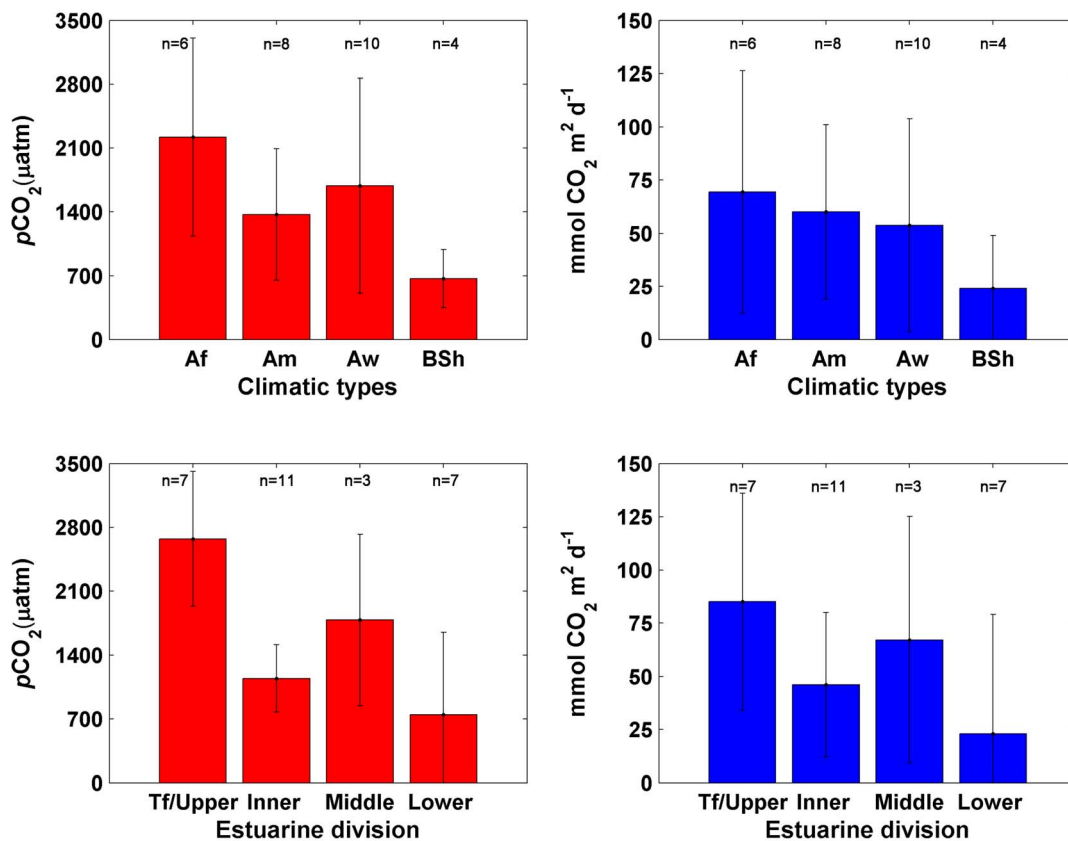 3500
2800
2100
1400
700
0
pCO2(μatm)
n=6 n=8 n=10 n=4
Af Am Aw BSh
Climatic types
150
125
100
75
50
25
0
mmol CO2 m2 d-1
n=6 n=8 n=10 n=4
Af Am Aw BSh
Climatic types
3500
2800
2100
1400
700
0
pCO2(μatm)
n=7 n=11 n=3 n=7
Tf/Upper Inner Middle Lower
Estuarine division
150
125
100
75
50
25
0
mmol CO2 m2 d-1
n=7 n=11 n=3 n=7
Tf/Upper Inner Middle Lower
Estuarine division